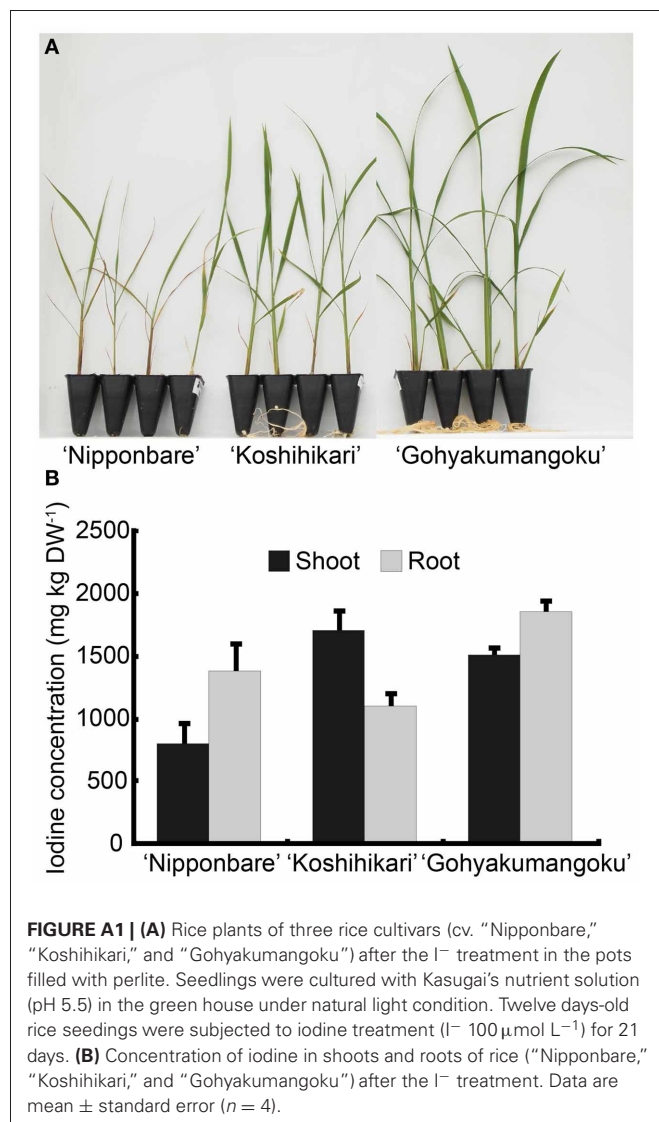 A
'Nipponbare' 'Koshihikari' 'Gohyakumangoku'
B
2500
2000
1500
1000
500
0
Iodine concentration (mg kg DW⁻¹)
Shoot Root
'Nipponbare' 'Koshihikari' 'Gohyakumangoku'
FIGURE A1 | (A) Rice plants of three rice cultivars (cv. “Nipponbare,”
“Koshihikari,” and “Gohyakumangoku”) after the I⁻ treatment in the pots
filled with perlite. Seedlings were cultured with Kasugai's nutrient solution
(pH 5.5) in the green house under natural light condition. Twelve days-old
rice seedings were subjected to iodine treatment (I⁻ 100 μmol L⁻¹) for 21
days. (B) Concentration of iodine in shoots and roots of rice (“Nipponbare,”
“Koshihikari,” and “Gohyakumangoku”) after the I⁻ treatment. Data are
mean ± standard error (n = 4).